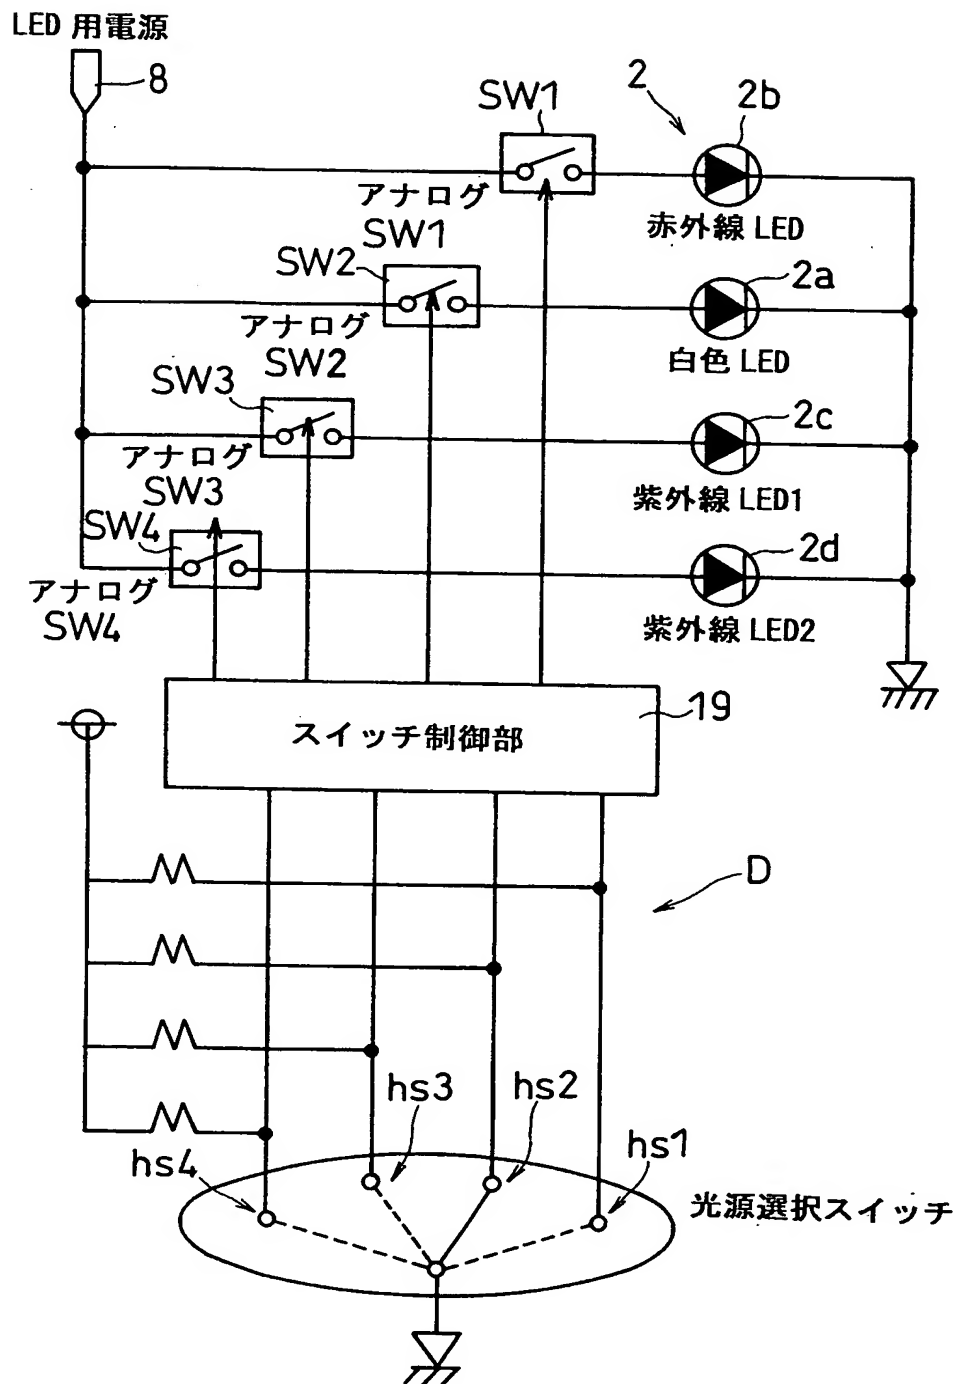 LED 用電源
8
SW1
2
2b
アナログ
SW1
赤外線 LED
SW2
2a
アナログ
SW2
白色 LED
SW3
2c
アナログ
SW3
紫外線 LED1
SW4
2d
アナログ
SW4
紫外線 LED2
19
スイッチ制御部
D
hs3
hs2
hs4
hs1
光源選択スイッチ